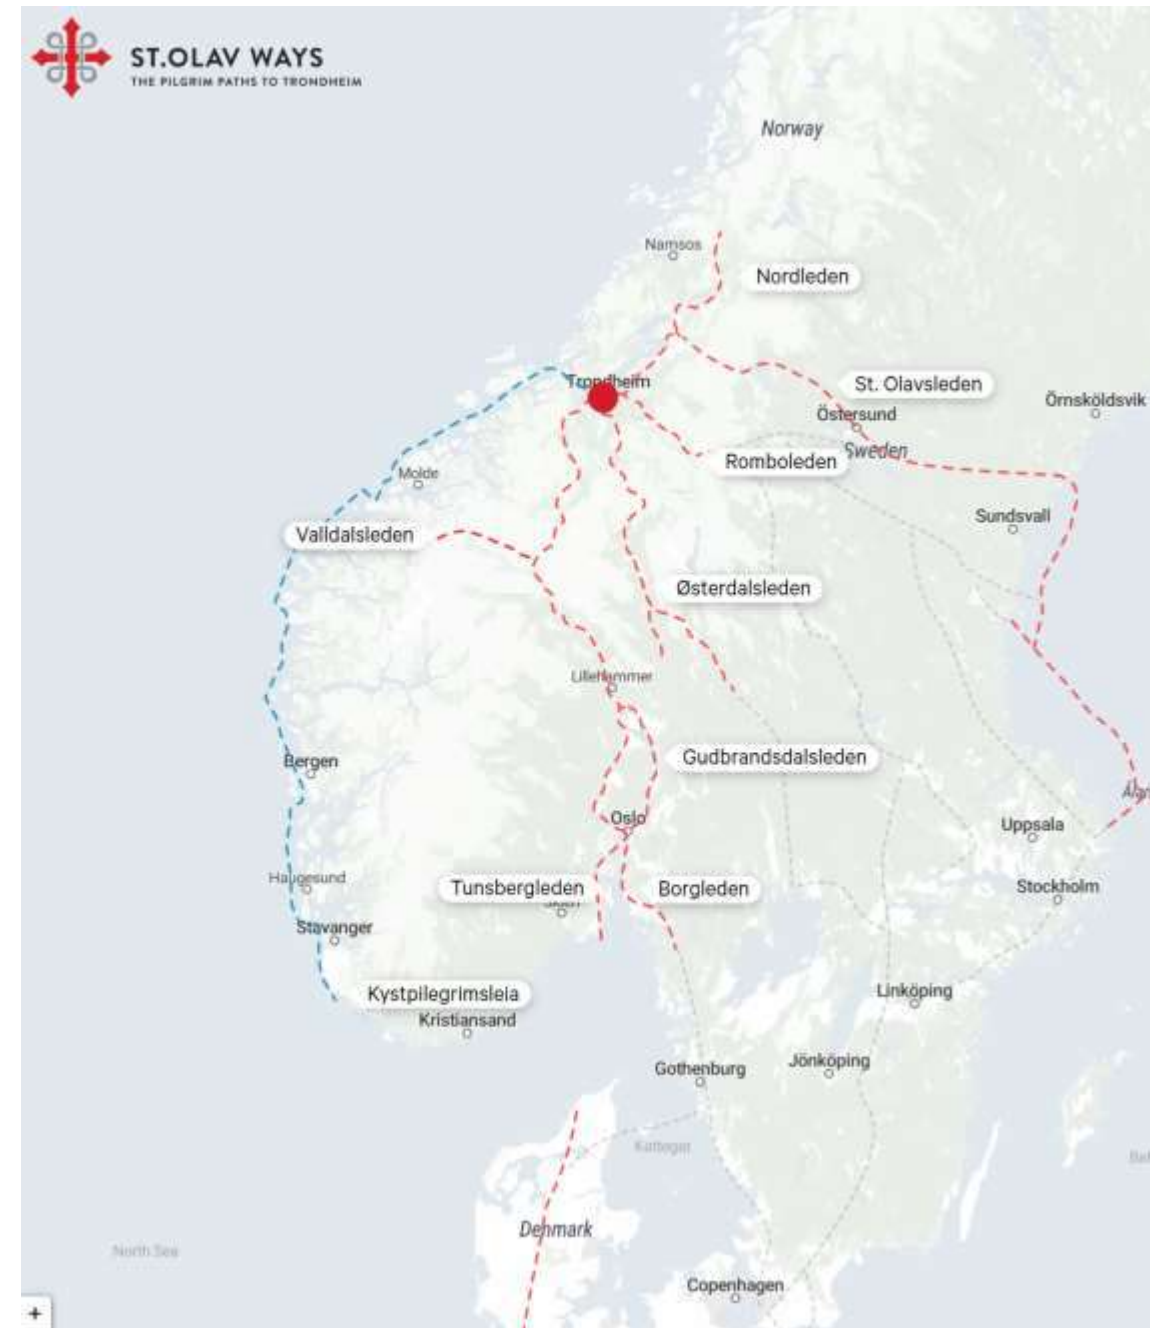 ST.OLAV WAYS
THE PILGRIM PATHS TO TRONDHEIM
Norway
Namsos
Nordleden
Trondheim
St. Olavsleden
Örnsköldsvik
Östersund
Sweden
Romboleden
Molde
Sundsvall
Valldalsleden
Østerdalsleden
Lillehammer
Gudbrandsdalsleden
Bergen
Oslo
Uppsala
Haugesund
Tunsbergleden
Borgleden
Stockholm
Stavanger
Kystpilegrimsleia
Linköping
Kristiansand
Gothenburg
Jönköping
Kattegat
Denmark
North Sea
Copenhagen
+